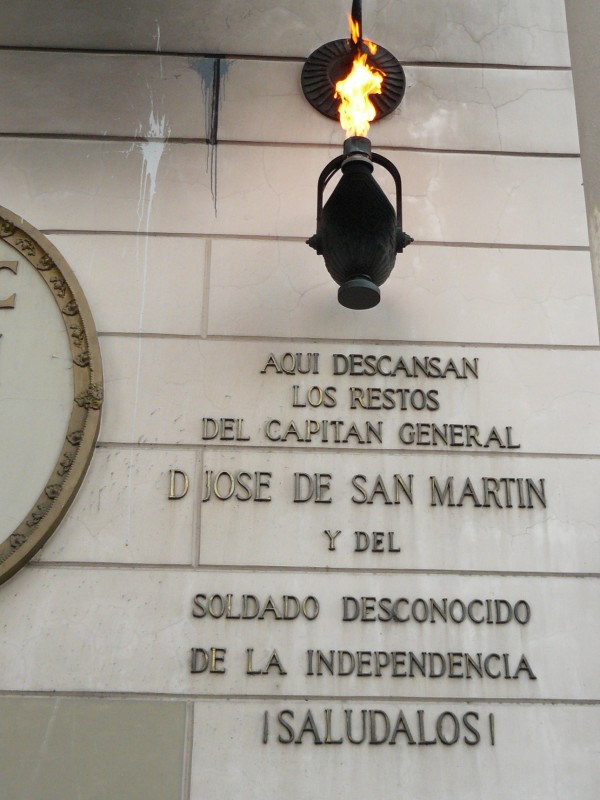 AQUI DESCANSAN
LOS RESTOS
DEL CAPITAN GENERAL
D JOSE DE SAN MARTIN
Y DEL
SOLDADO DESCONOCIDO
DE LA INDEPENDENCIA
¡SALUDALOS!